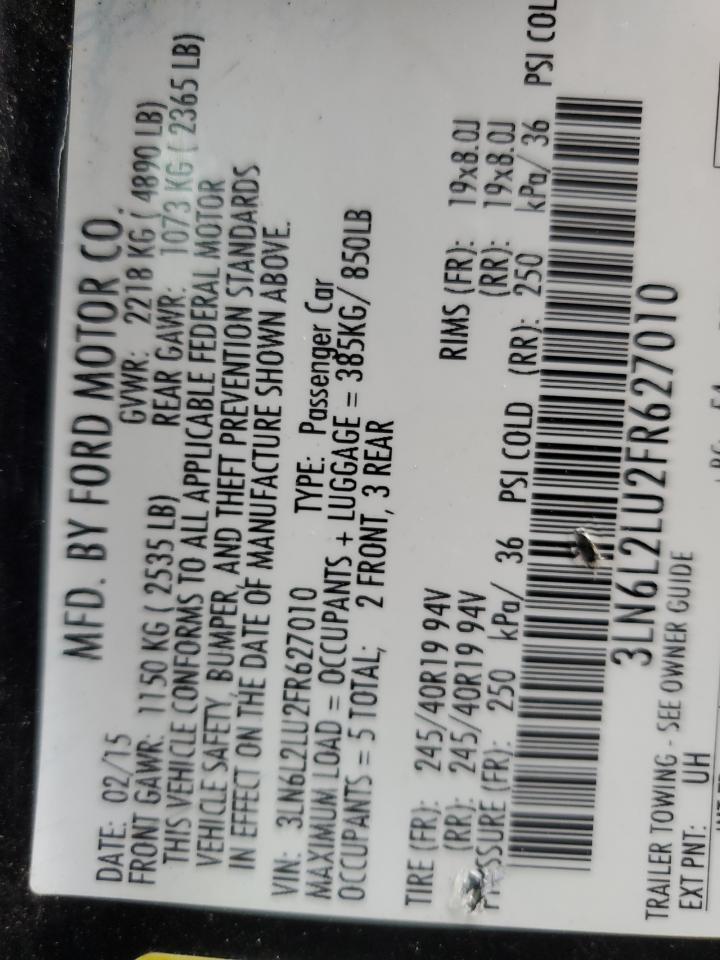 MFD. BY FORD MOTOR CO.
DATE: 02/15 GVWR: 2218 KG ( 4890 LB)
FRONT GAWR: 1150 KG ( 2535 LB) REAR GAWR: 1073 KG ( 2365 LB)
THIS VEHICLE CONFORMS TO ALL APPLICABLE FEDERAL MOTOR
VEHICLE SAFETY, BUMPER, AND THEFT PREVENTION STANDARDS
IN EFFECT ON THE DATE OF MANUFACTURE SHOWN ABOVE.
VIN: 3LN6L2LU2FR627010 TYPE: Passenger Car
MAXIMUM LOAD = OCCUPANTS + LUGGAGE = 385KG/ 850LB
OCCUPANTS = 5 TOTAL; 2 FRONT, 3 REAR
TIRE (FR): 245/40R19 94V RIMS (FR): 19x8.0J
(RR): 245/40R19 94V (RR): 19x8.0J
(FR): 250 kPa/ 36 PSI COLD (RR): 250 kPa/ 36 PSI COL
3LN6L2LU2FR627010
TRAILER TOWING - SEE OWNER GUIDE
EXT PNT: UH